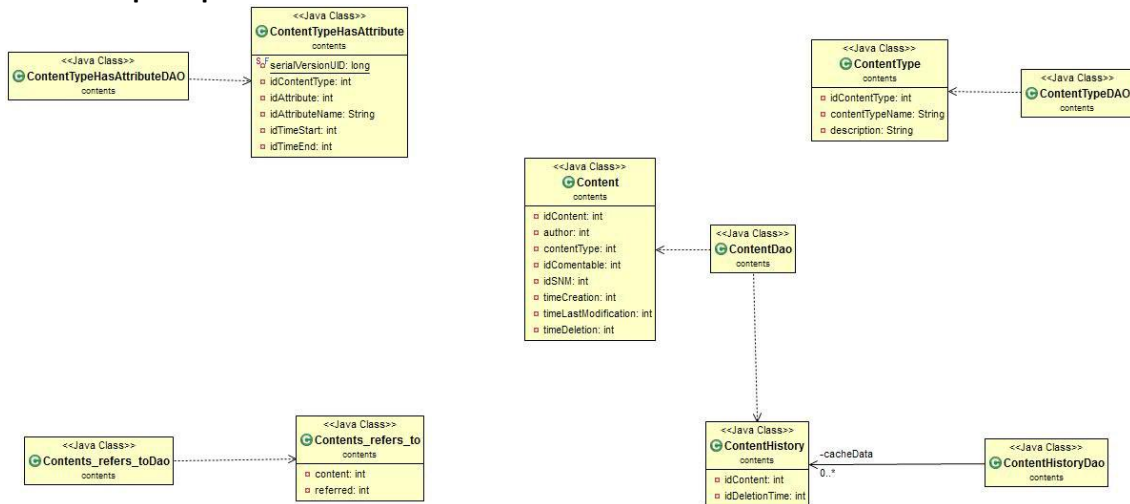 <<Java Class>>
ContentTypeHasAttribute
contents
serialVersionUID: long
idContentType: int
idAttribute: int
idAttributeName: String
idTimeStart: int
idTimeEnd: int
<<Java Class>>
ContentTypeHasAttributeDAO
contents
<<Java Class>>
ContentType
contents
idContentType: int
contentTypeName: String
description: String
<<Java Class>>
ContentTypeDAO
contents
<<Java Class>>
Content
contents
idContent: int
author: int
contentType: int
idComentable: int
idSNM: int
timeCreation: int
timeLastModification: int
timeDeletion: int
<<Java Class>>
ContentDao
contents
<<Java Class>>
Contents_refers_toDao
contents
<<Java Class>>
Contents_refers_to
contents
content: int
referred: int
<<Java Class>>
ContentHistory
contents
idContent: int
idDeletionTime: int
-cacheData
0..*
<<Java Class>>
ContentHistoryDao
contents